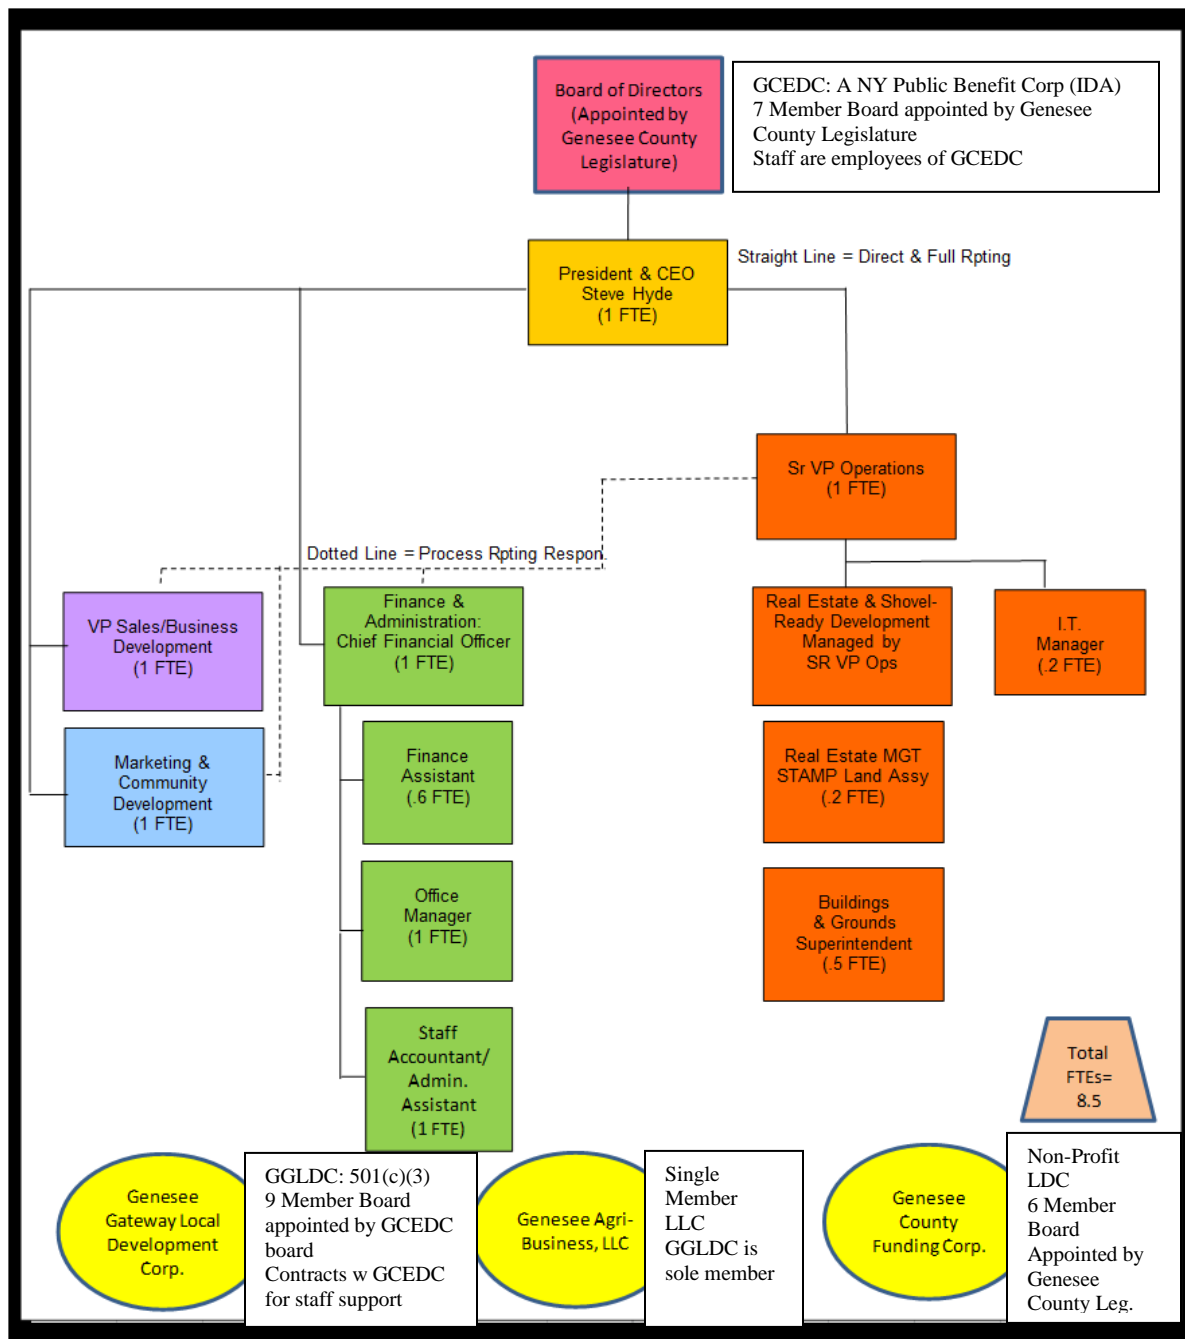 Board of Directors
(Appointed by
Genesee County
Legislature)
GCEDC: A NY Public Benefit Corp (IDA)
7 Member Board appointed by Genesee
County Legislature
Staff are employees of GCEDC
President & CEO
Steve Hyde
(1 FTE)
Straight Line = Direct & Full Rpting
Sr VP Operations
(1 FTE)
Dotted Line = Process Rpting Respon.
VP Sales/Business
Development
(1 FTE)
Finance &
Administration:
Chief Financial Officer
(1 FTE)
Real Estate & Shovel-
Ready Development
Managed by
SR VP Ops
I.T.
Manager
(.2 FTE)
Marketing &
Community
Development
(1 FTE)
Finance
Assistant
(.6 FTE)
Real Estate MGT
STAMP Land Assy
(.2 FTE)
Office
Manager
(1 FTE)
Buildings
& Grounds
Superintendent
(.5 FTE)
Staff
Accountant/
Admin.
Assistant
(1 FTE)
Total
FTEs=
8.5
Genesee
Gateway Local
Development
Corp.
GGLDC: 501(c)(3)
9 Member Board
appointed by GCEDC
board
Contracts w GCEDC
for staff support
Genesee Agri-
Business, LLC
Single
Member
LLC
GGLDC is
sole member
Genesee
County
Funding Corp.
Non-Profit
LDC
6 Member
Board
Appointed by
Genesee
County Leg.